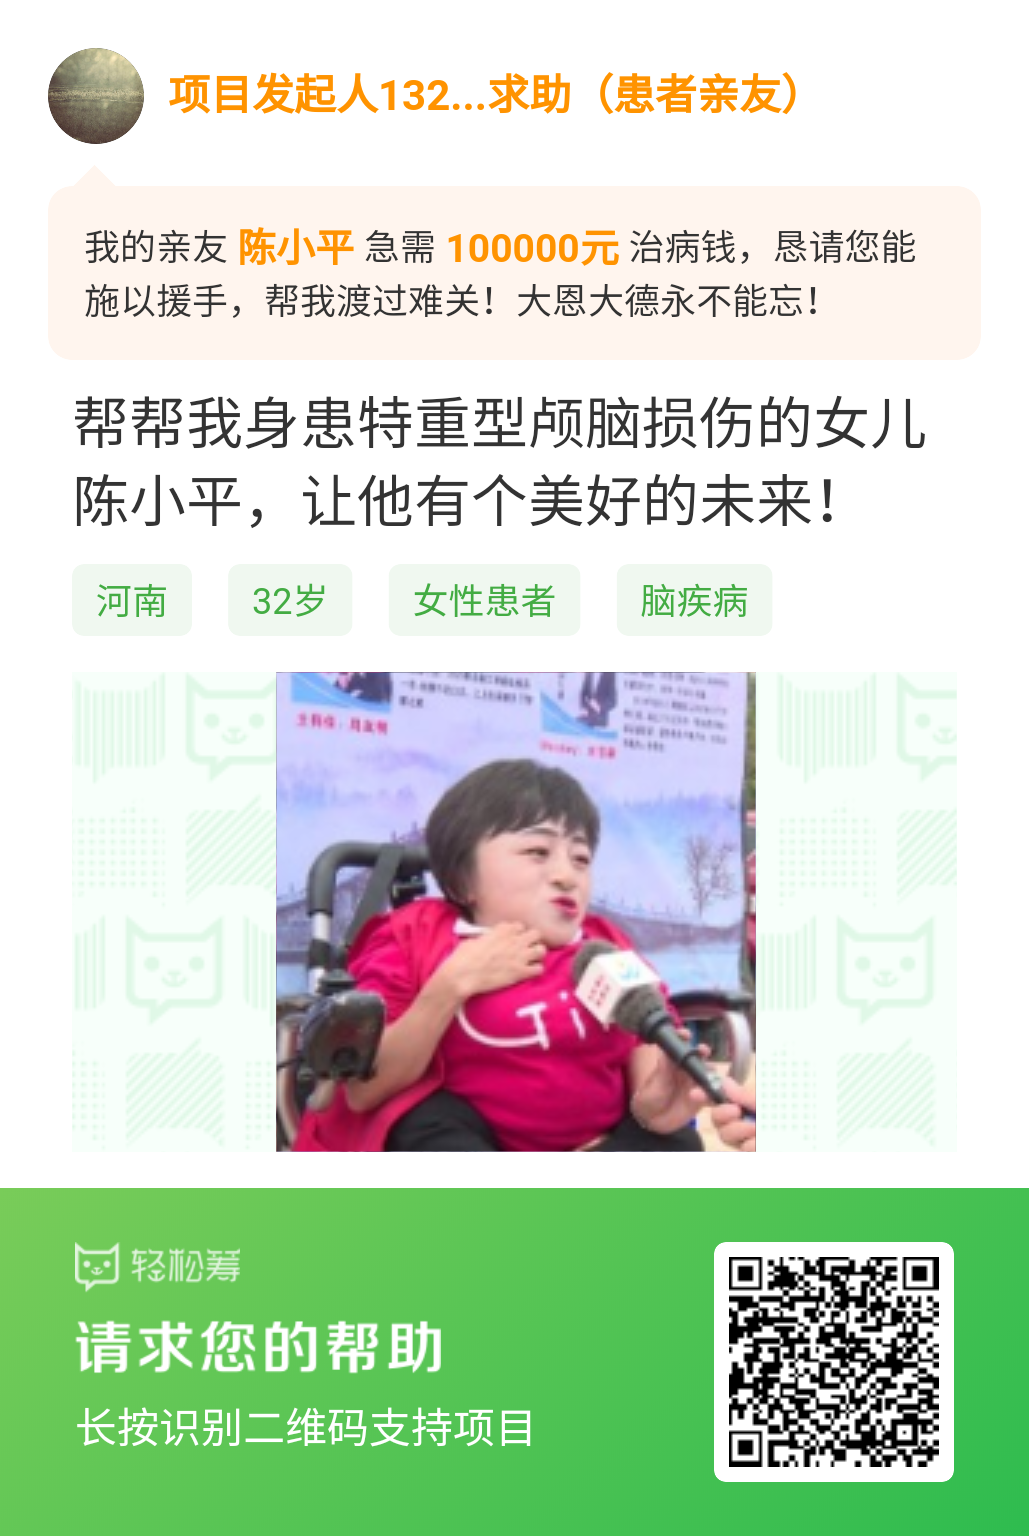 项目发起人132...求助（患者亲友）
我的亲友 陈小平 急需 100000元 治病钱，恳请您能
施以援手，帮我渡过难关！大恩大德永不能忘！
帮帮我身患特重型颅脑损伤的女儿
陈小平，让他有个美好的未来！
河南 32岁 女性患者 脑疾病
轻松筹
请求您的帮助
长按识别二维码支持项目